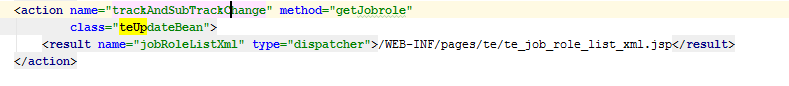 <action name="trackAndSubTrackChange" method="getJobrole"
class="teUpdateBean">
<result name="jobRoleListXml" type="dispatcher">/WEB-INF/pages/te/te_job_role_list_xml.jsp</result>
</action>